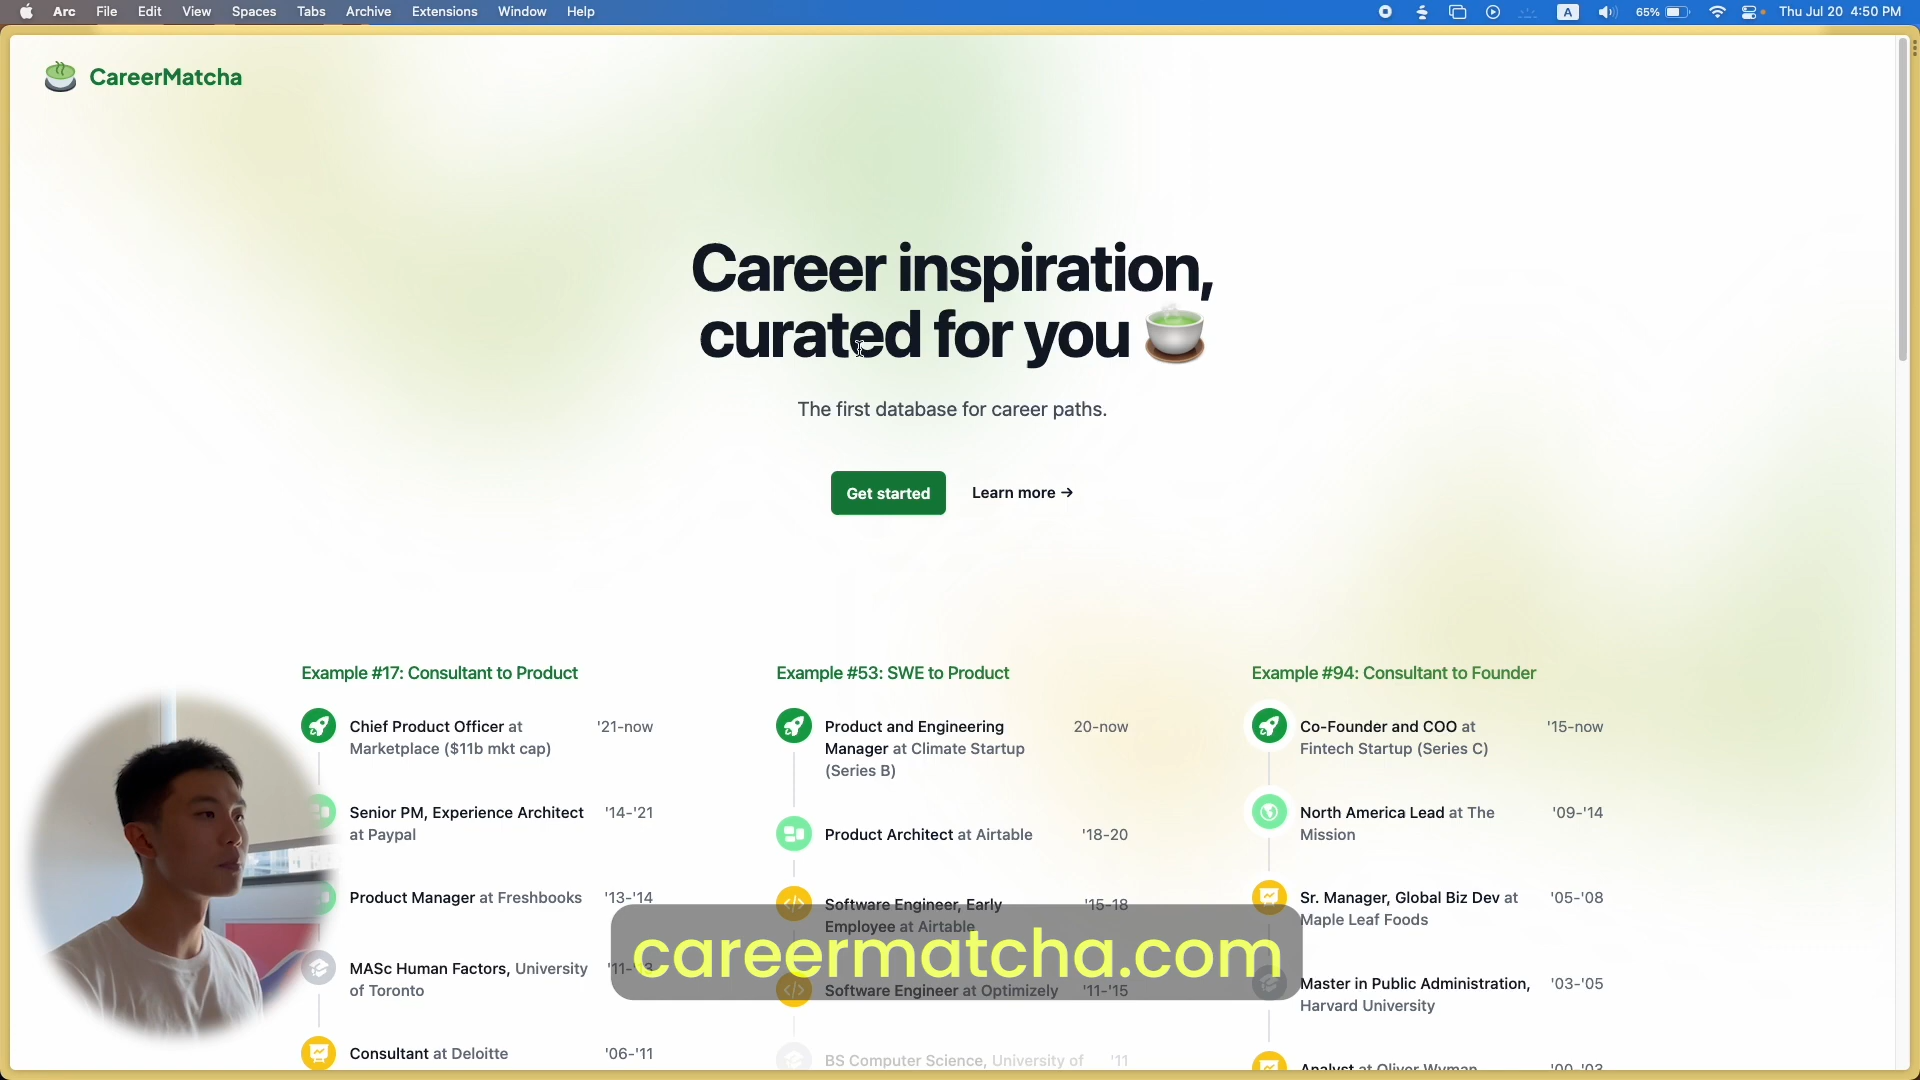 Arc File Edit View Spaces Tabs Archive Extensions Window Help A 65% Thu Jul 20 4:50 PM
CareerMatcha
Career inspiration,
curated for you
The first database for career paths.
Get started Learn more →
Example #17: Consultant to Product
Chief Product Officer at '21-now
Marketplace ($11b mkt cap)
Senior PM, Experience Architect '14-'21
at Paypal
Product Manager at Freshbooks '13-'14
MASc Human Factors, University '11-'13
of Toronto
Consultant at Deloitte '06-'11
Example #53: SWE to Product
Product and Engineering 20-now
Manager at Climate Startup
(Series B)
Product Architect at Airtable '18-20
Software Engineer, Early '15-18
Employee at Airtable
Software Engineer at Optimizely '11-'15
BS Computer Science, University of '11
Example #94: Consultant to Founder
Co-Founder and COO at '15-now
Fintech Startup (Series C)
North America Lead at The '09-'14
Mission
Sr. Manager, Global Biz Dev at '05-'08
Maple Leaf Foods
Master in Public Administration, '03-'05
Harvard University
Analyst at Oliver Wyman '00-'03
careermatcha.com